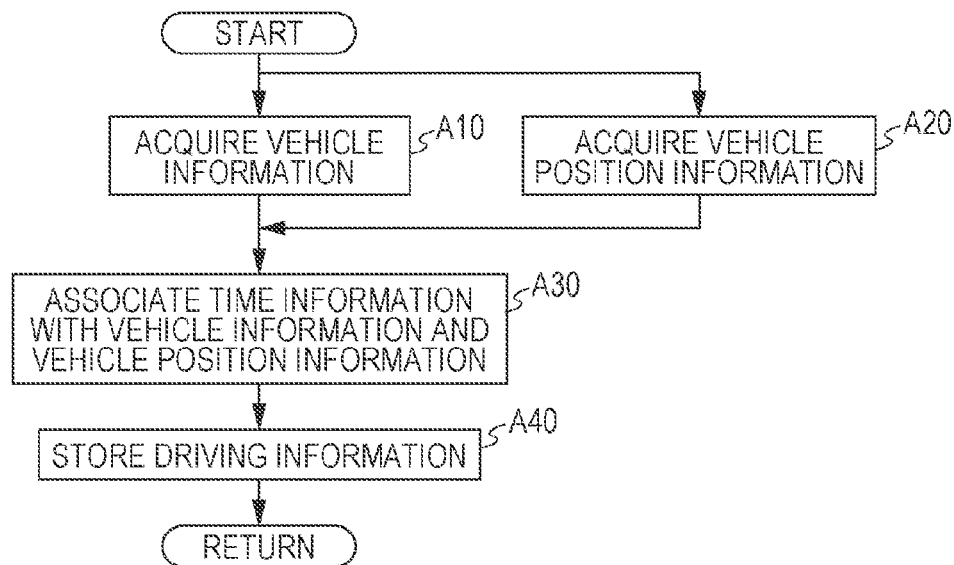 START
ACQUIRE VEHICLE
INFORMATION
A10
ACQUIRE VEHICLE
POSITION INFORMATION
A20
ASSOCIATE TIME INFORMATION
WITH VEHICLE INFORMATION AND
VEHICLE POSITION INFORMATION
A30
STORE DRIVING INFORMATION
A40
RETURN